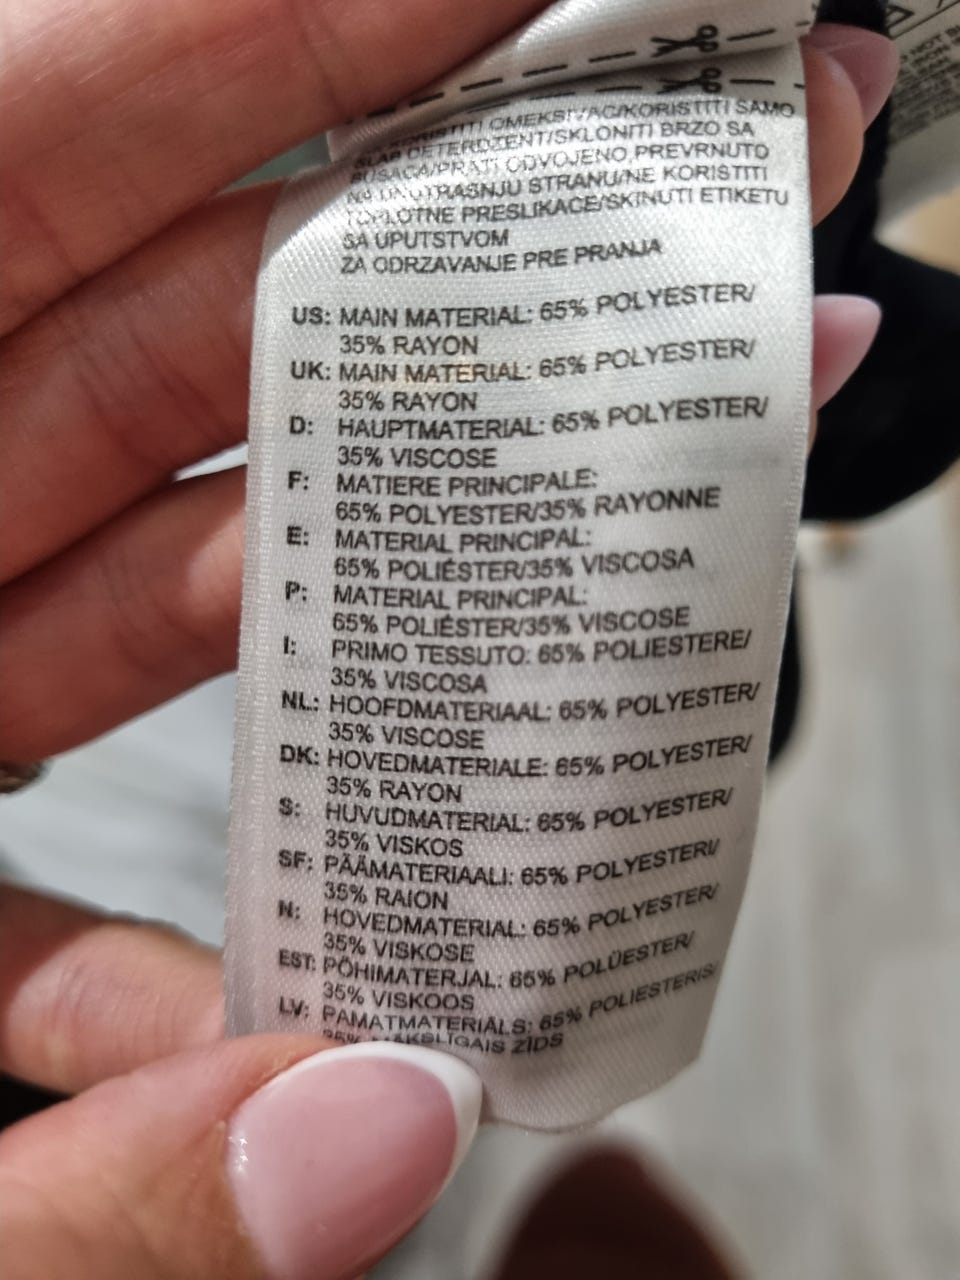 KORISTITI OMEKSIVAC/KORISTITI SAMO
SLAB DETERDZENT/SKLONITI BRZO SA
SUSACA/PRATI ODVOJENO,PREVRNUTO
NA UNUTRASNJU STRANU/NE KORISTITI
TOPLOTNE PRESLIKACE/SKINUTI ETIKETU
SA UPUTSTVOM
ZA ODRZAVANJE PRE PRANJA
US: MAIN MATERIAL: 65% POLYESTER/
35% RAYON
UK: MAIN MATERIAL: 65% POLYESTER/
35% RAYON
D: HAUPTMATERIAL: 65% POLYESTER/
35% VISCOSE
F: MATIERE PRINCIPALE:
65% POLYESTER/35% RAYONNE
E: MATERIAL PRINCIPAL:
65% POLIÉSTER/35% VISCOSA
P: MATERIAL PRINCIPAL:
65% POLIÉSTER/35% VISCOSE
I: PRIMO TESSUTO: 65% POLIESTERE/
35% VISCOSA
NL: HOOFDMATERIAAL: 65% POLYESTER/
35% VISCOSE
DK: HOVEDMATERIALE: 65% POLYESTER/
35% RAYON
S: HUVUDMATERIAL: 65% POLYESTER/
35% VISKOS
SF: PÄÄMATERIAALI: 65% POLYESTERI/
35% RAION
N: HOVEDMATERIAL: 65% POLYESTER/
35% VISKOSE
EST: PÕHIMATERJAL: 65% POLÜESTER/
35% VISKOOS
LV: PAMATMATERIĀLS: 65% POLIESTERIS/
35% MĀKSLĪGAIS ZĪDS